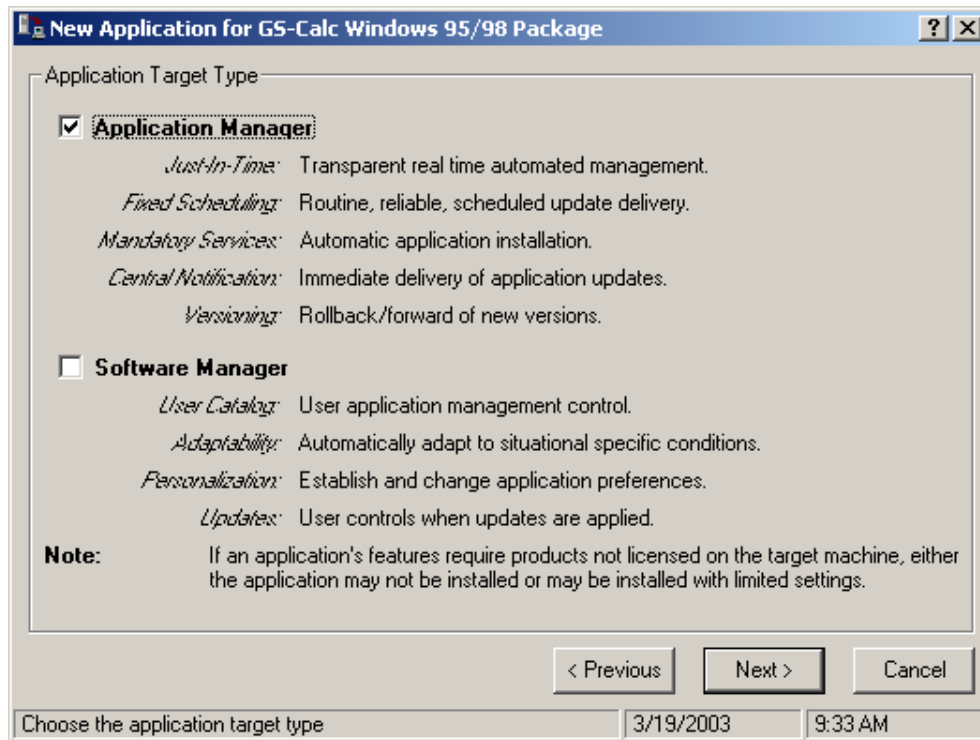 New Application for GS-Calc Windows 95/98 Package
Application Target Type
Application Manager
Just-In-Time: Transparent real time automated management.
Fixed Scheduling: Routine, reliable, scheduled update delivery.
Mandatory Services: Automatic application installation.
Central Notification: Immediate delivery of application updates.
Versioning: Rollback/forward of new versions.
Software Manager
User Catalog: User application management control.
Adaptability: Automatically adapt to situational specific conditions.
Personalization: Establish and change application preferences.
Updates: User controls when updates are applied.
Note: If an application's features require products not licensed on the target machine, either
the application may not be installed or may be installed with limited settings.
< Previous Next > Cancel
Choose the application target type 3/19/2003 9:33 AM